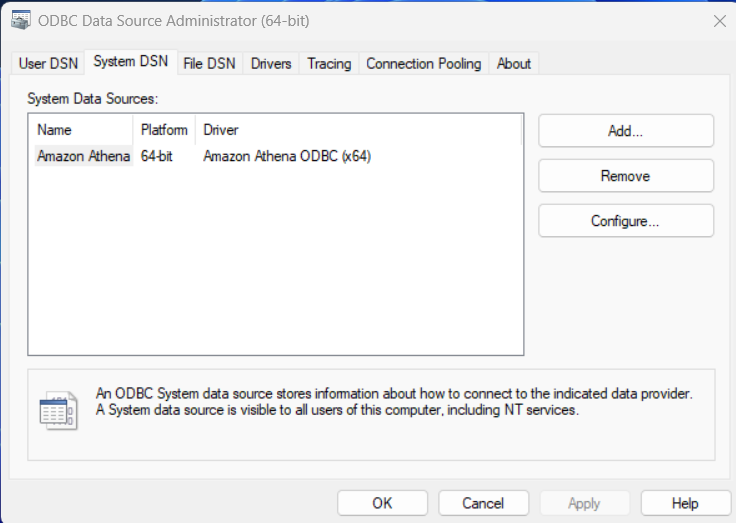 ODBC Data Source Administrator (64-bit)
User DSN System DSN File DSN Drivers Tracing Connection Pooling About
System Data Sources:
Name Platform Driver
Amazon Athena 64-bit Amazon Athena ODBC (x64)
Add...
Remove
Configure...
An ODBC System data source stores information about how to connect to the indicated data provider.
A System data source is visible to all users of this computer, including NT services.
OK Cancel Apply Help